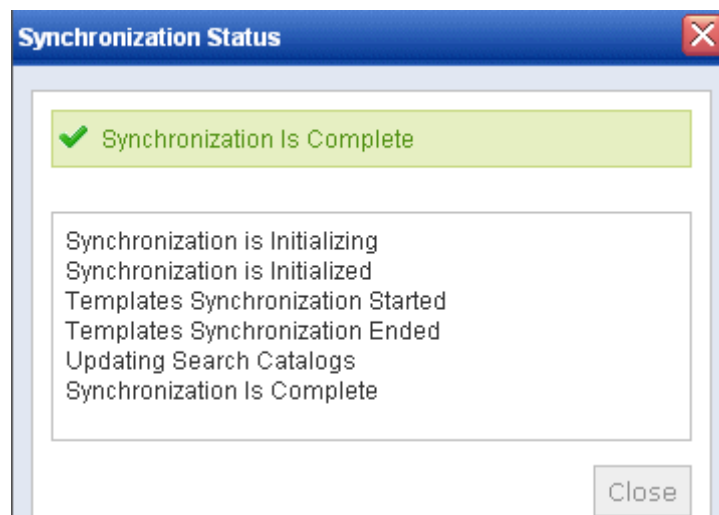 Synchronization Status
Synchronization Is Complete
Synchronization is Initializing
Synchronization is Initialized
Templates Synchronization Started
Templates Synchronization Ended
Updating Search Catalogs
Synchronization Is Complete
Close